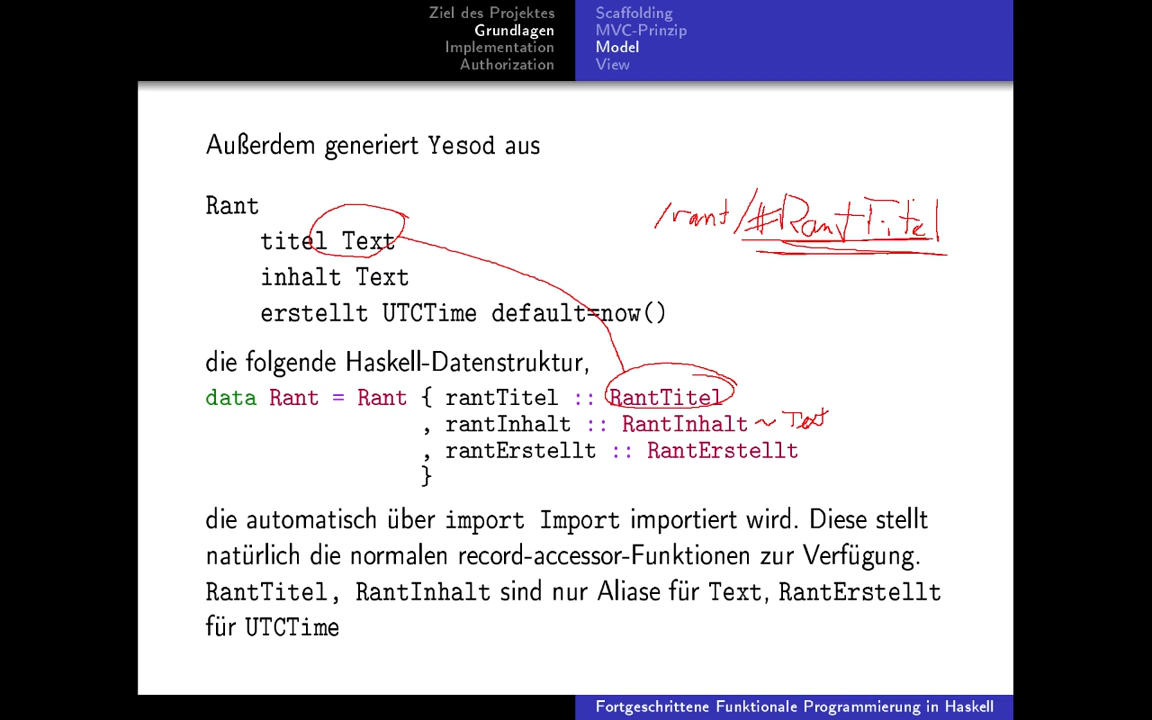 Ziel des Projektes
Grundlagen
Implementation
Authorization
Scaffolding
MVC-Prinzip
Model
View
Außerdem generiert Yesod aus
Rant
/rant/#RantTitel
titel Text
inhalt Text
erstellt UTCTime default=now()
die folgende Haskell-Datenstruktur,
data Rant = Rant { rantTitel :: RantTitel
, rantInhalt :: RantInhalt ~ Text
, rantErstellt :: RantErstellt
}
die automatisch über import Import importiert wird. Diese stellt
natürlich die normalen record-accessor-Funktionen zur Verfügung.
RantTitel, RantInhalt sind nur Aliase für Text, RantErstellt
für UTCTime
Fortgeschrittene Funktionale Programmierung in Haskell